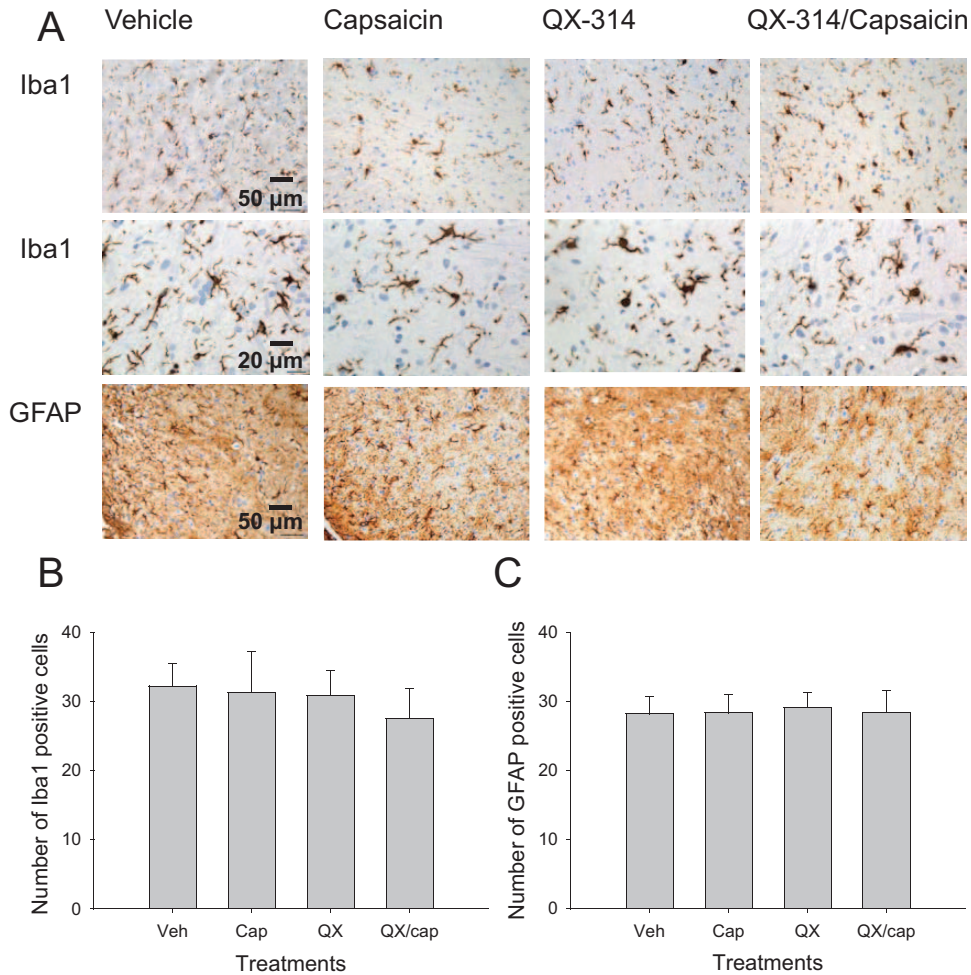 A
Vehicle
Capsaicin
QX-314
QX-314/Capsaicin
Iba1
50 µm
Iba1
20 µm
GFAP
50 µm
B
Number of Iba1 positive cells
40
30
20
10
0
Veh
Cap
QX
QX/cap
Treatments
C
Number of GFAP positive cells
40
30
20
10
0
Veh
Cap
QX
QX/cap
Treatments